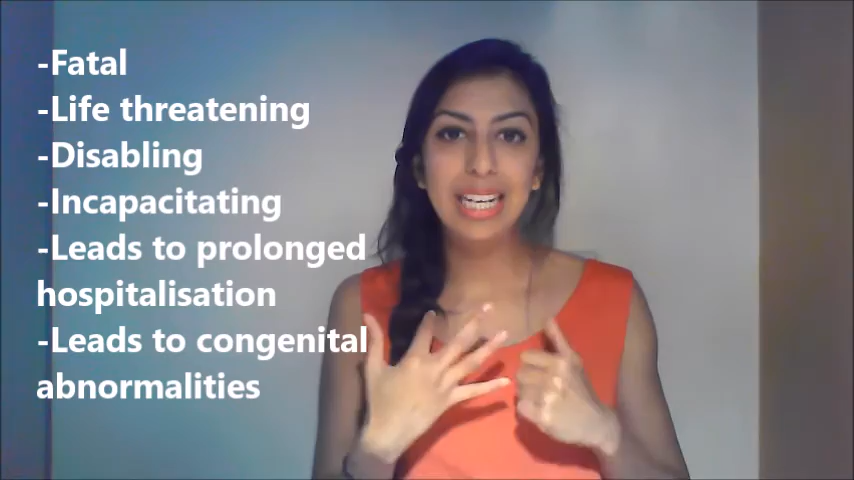 -Fatal
-Life threatening
-Disabling
-Incapacitating
-Leads to prolonged
hospitalisation
-Leads to congenital
abnormalities